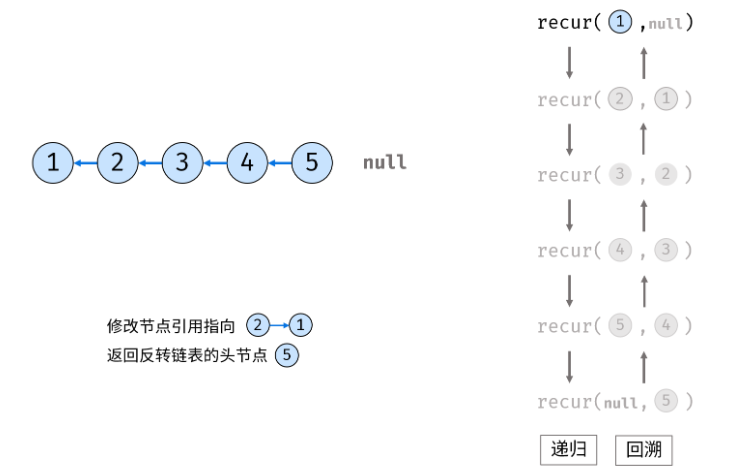 recur( 1 ,null)
recur( 2 , 1 )
1 2 3 4 5 null
recur( 3 , 2 )
recur( 4 , 3 )
修改节点引用指向 2 1
recur( 5 , 4 )
返回反转链表的头节点 5
recur(null, 5 )
递归 回溯